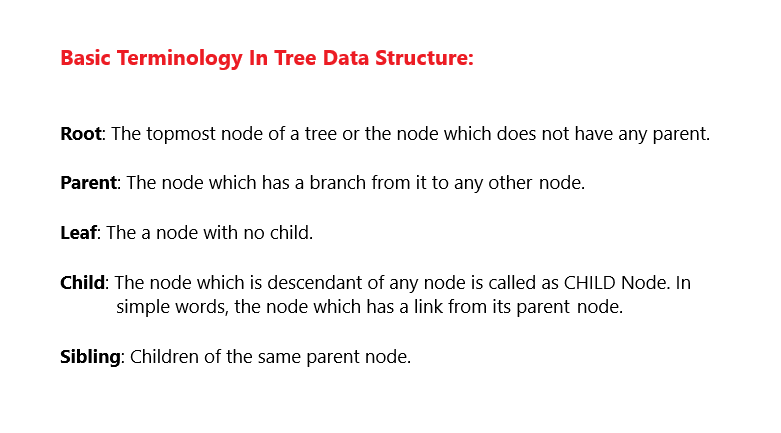 Basic Terminology In Tree Data Structure:
Root: The topmost node of a tree or the node which does not have any parent.
Parent: The node which has a branch from it to any other node.
Leaf: The a node with no child.
Child: The node which is descendant of any node is called as CHILD Node. In
simple words, the node which has a link from its parent node.
Sibling: Children of the same parent node.